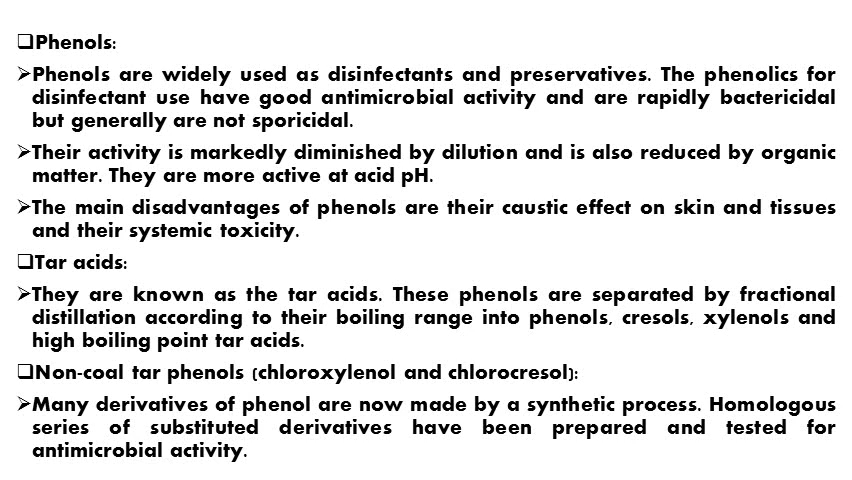 ❑Phenols:
➢Phenols are widely used as disinfectants and preservatives. The phenolics for
disinfectant use have good antimicrobial activity and are rapidly bactericidal
but generally are not sporicidal.
➢Their activity is markedly diminished by dilution and is also reduced by organic
matter. They are more active at acid pH.
➢The main disadvantages of phenols are their caustic effect on skin and tissues
and their systemic toxicity.
❑Tar acids:
➢They are known as the tar acids. These phenols are separated by fractional
distillation according to their boiling range into phenols, cresols, xylenols and
high boiling point tar acids.
❑Non-coal tar phenols (chloroxylenol and chlorocresol):
➢Many derivatives of phenol are now made by a synthetic process. Homologous
series of substituted derivatives have been prepared and tested for
antimicrobial activity.